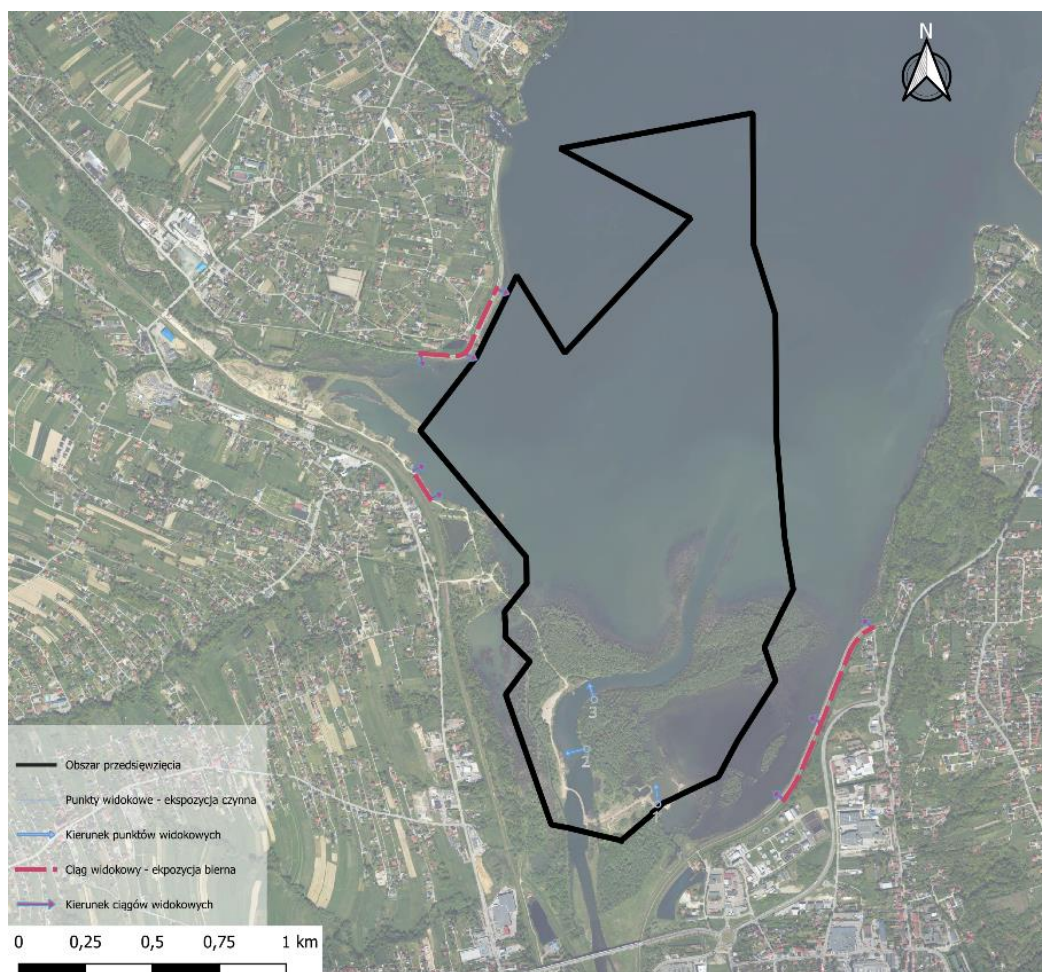 N
3
2
Obszar przedsięwzięcia
Punkty widokowe - ekspozycja czynna
Kierunek punktów widokowych
Ciąg widokowy - ekpozycja bierna
Kierunek ciągów widokowych
0 0,25 0,5 0,75 1 km